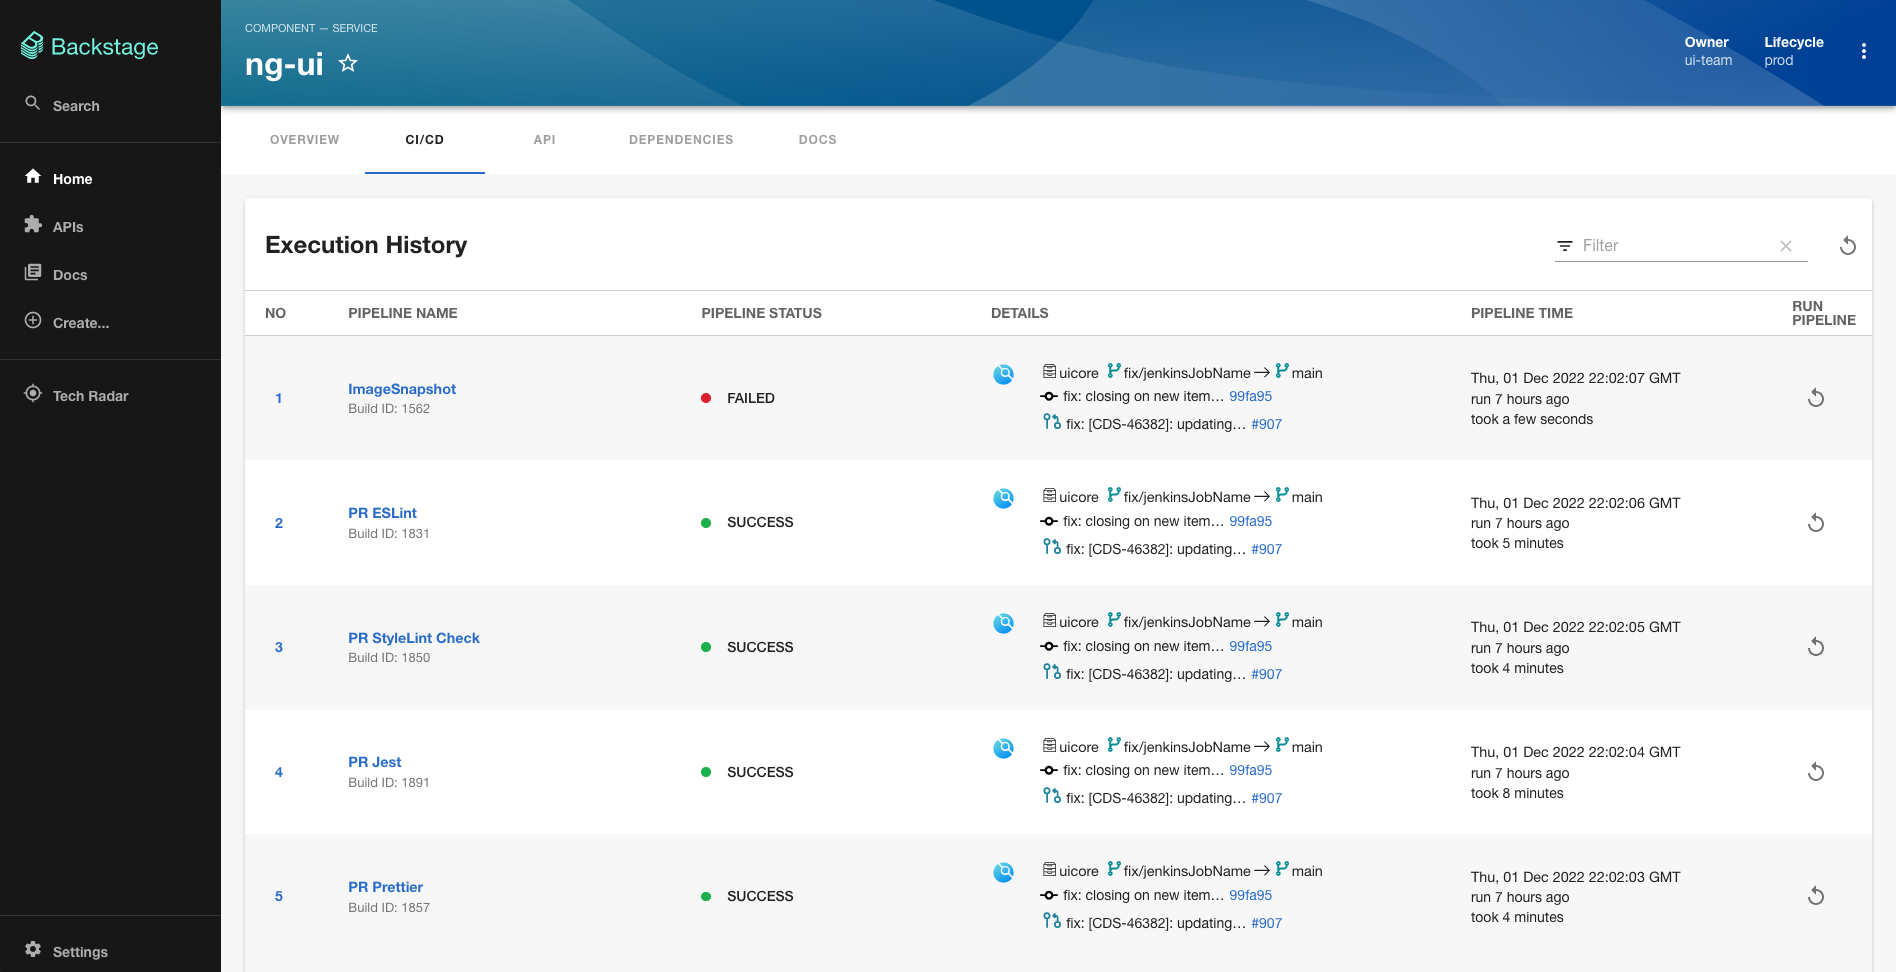 Backstage
Search
Home
APIs
Docs
Create...
Tech Radar
Settings
COMPONENT — SERVICE
ng-ui
Owner
ui-team
Lifecycle
prod
OVERVIEW
CI/CD
API
DEPENDENCIES
DOCS
Execution History
Filter
NO
PIPELINE NAME
PIPELINE STATUS
DETAILS
PIPELINE TIME
RUN
PIPELINE
1
ImageSnapshot
Build ID: 1562
FAILED
uicore fix/jenkinsJobName → main
fix: closing on new item... 99fa95
fix: [CDS-46382]: updating... #907
Thu, 01 Dec 2022 22:02:07 GMT
run 7 hours ago
took a few seconds
2
PR ESLint
Build ID: 1831
SUCCESS
uicore fix/jenkinsJobName → main
fix: closing on new item... 99fa95
fix: [CDS-46382]: updating... #907
Thu, 01 Dec 2022 22:02:06 GMT
run 7 hours ago
took 5 minutes
3
PR StyleLint Check
Build ID: 1850
SUCCESS
uicore fix/jenkinsJobName → main
fix: closing on new item... 99fa95
fix: [CDS-46382]: updating... #907
Thu, 01 Dec 2022 22:02:05 GMT
run 7 hours ago
took 4 minutes
4
PR Jest
Build ID: 1891
SUCCESS
uicore fix/jenkinsJobName → main
fix: closing on new item... 99fa95
fix: [CDS-46382]: updating... #907
Thu, 01 Dec 2022 22:02:04 GMT
run 7 hours ago
took 8 minutes
5
PR Prettier
Build ID: 1857
SUCCESS
uicore fix/jenkinsJobName → main
fix: closing on new item... 99fa95
fix: [CDS-46382]: updating... #907
Thu, 01 Dec 2022 22:02:03 GMT
run 7 hours ago
took 4 minutes